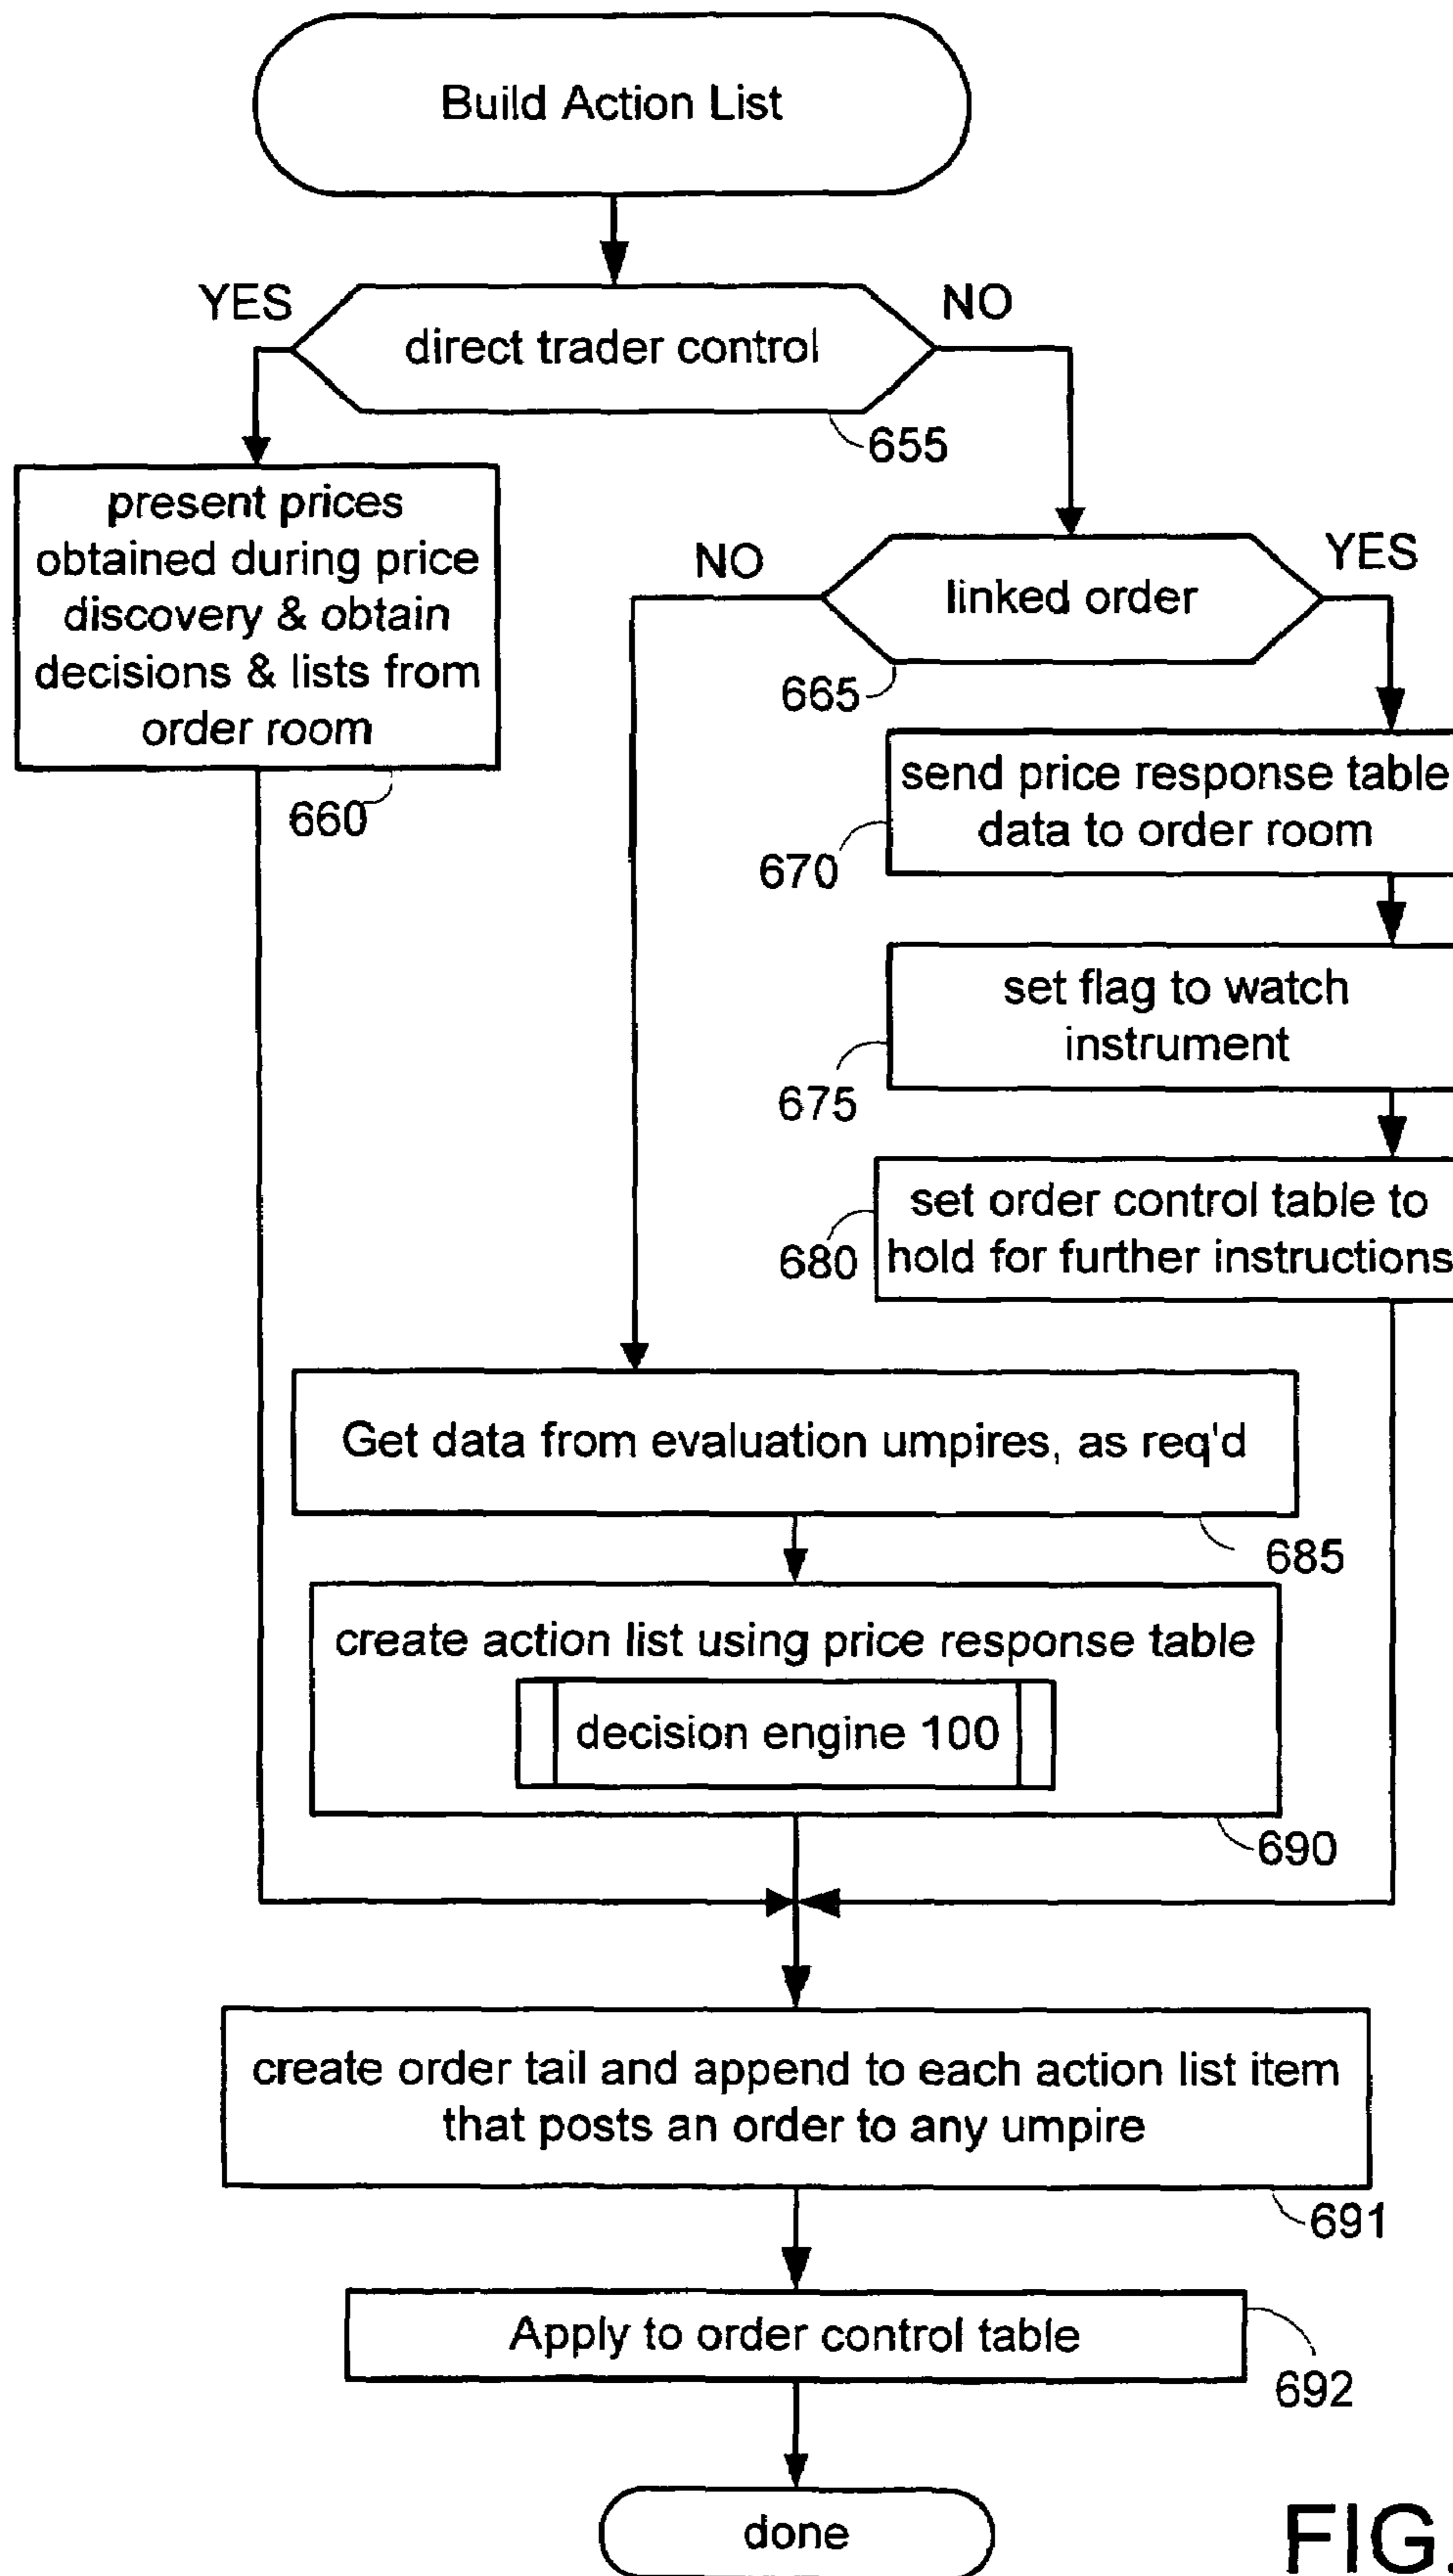 Build Action List
YES
NO
direct trader control
655
present prices
obtained during price
discovery & obtain
decisions & lists from
order room
660
NO
YES
linked order
665
send price response table
data to order room
670
set flag to watch
instrument
675
set order control table to
hold for further instructions
680
Get data from evaluation umpires, as req'd
685
create action list using price response table
decision engine 100
690
create order tail and append to each action list item
that posts an order to any umpire
691
Apply to order control table
692
done
FIG.